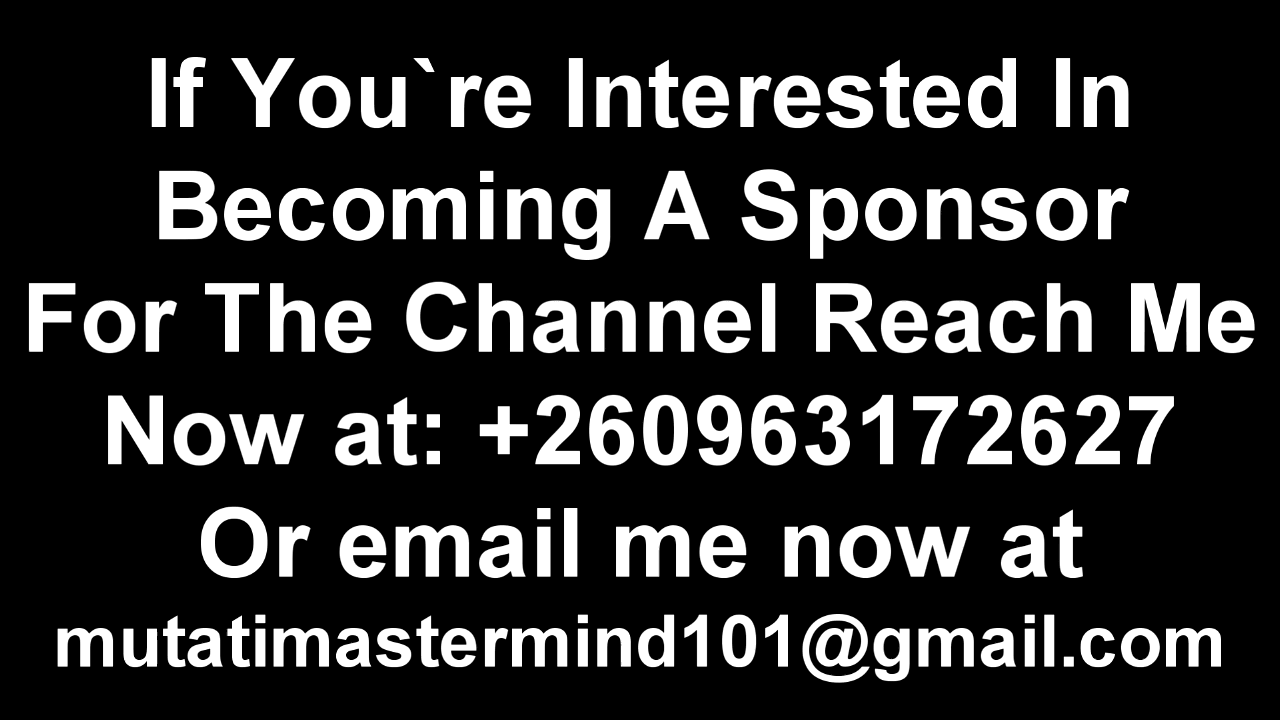 If You`re Interested In
Becoming A Sponsor
For The Channel Reach Me
Now at: +260963172627
Or email me now at
mutatimastermind101@gmail.com